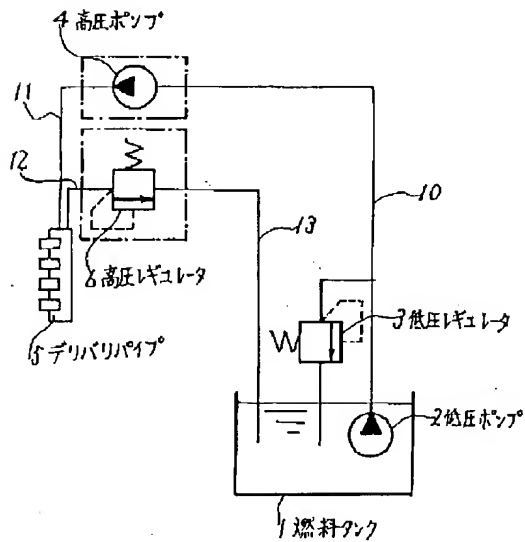 4 高圧ポンプ
11
12
10
13
6 高圧レギュレータ
3 低圧レギュレータ
5 デリバリパイプ
2 低圧ポンプ
1 燃料タンク